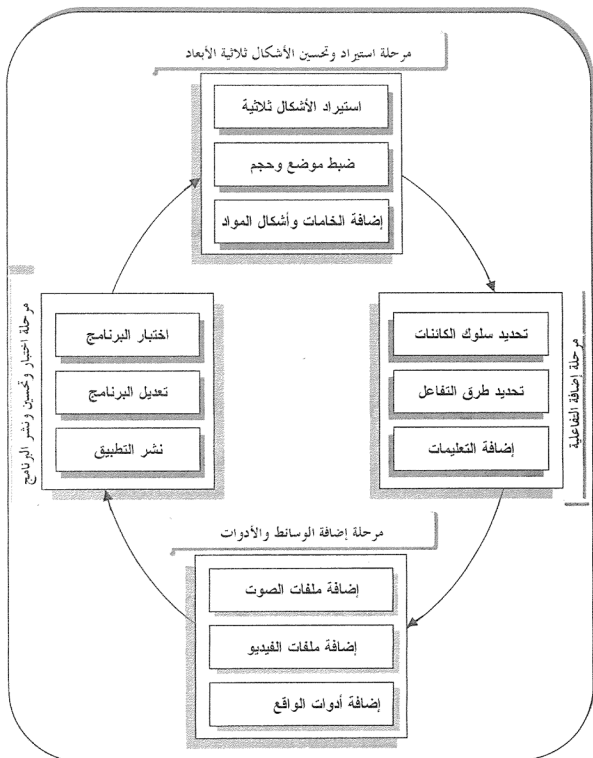 مرحلة استيراد وتحسين الأشكال ثلاثية الأبعاد
استيراد الأشكال ثلاثية
ضبط موضع وحجم
إضافة الخامات وأشكال المواد
مرحلة إضافة التفاعلية
تحديد سلوك الكائنات
تحديد طرق التفاعل
إضافة التعليمات
مرحلة إضافة الوسائط والأدوات
إضافة ملفات الصوت
إضافة ملفات الفيديو
إضافة أدوات الواقع
مرحلة اختبار وتحسين ونشر البرنامج
اختبار البرنامج
تعديل البرنامج
نشر التطبيق